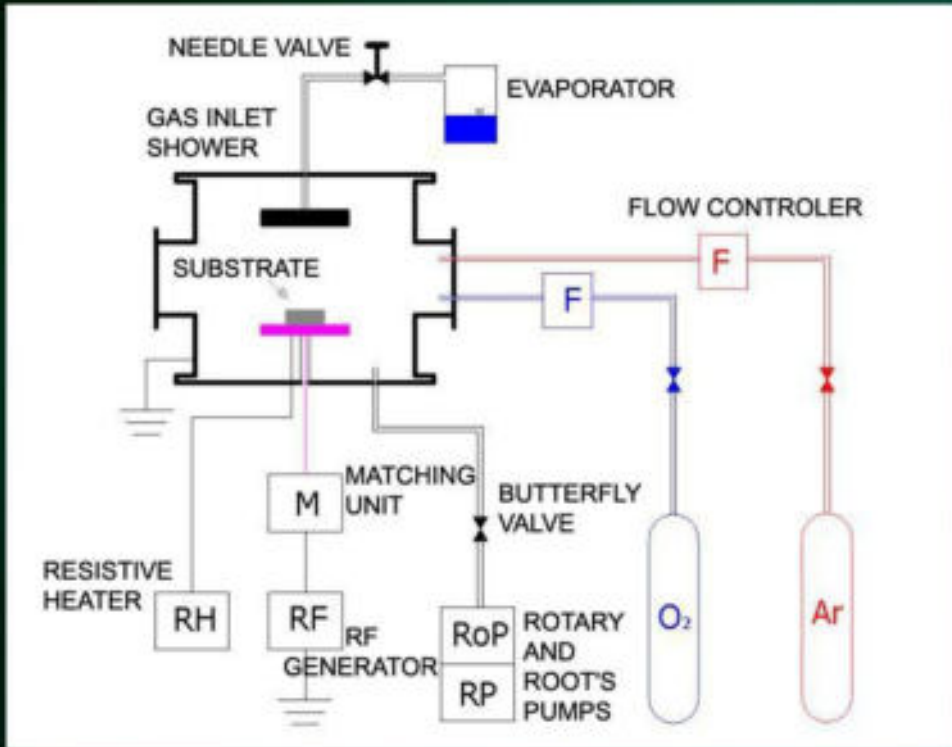 NEEDLE VALVE
EVAPORATOR
GAS INLET
SHOWER
FLOW CONTROLER
F
F
SUBSTRATE
M
MATCHING
UNIT
BUTTERFLY
VALVE
RESISTIVE
HEATER
RH
RF
RF
GENERATOR
RoP
RP
ROTARY
AND
ROOT'S
PUMPS
O₂
Ar